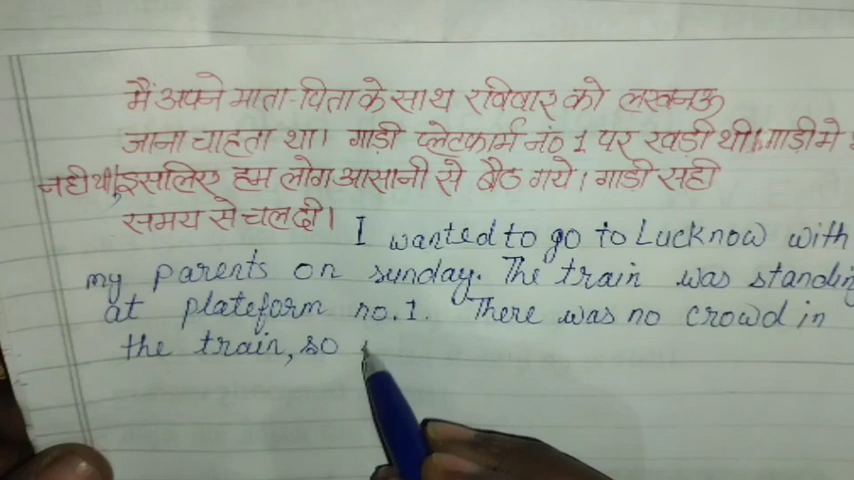 मैं अपने माता-पिता के साथ रविवार को लखनऊ
जाना चाहता था। गाड़ी प्लेटफार्म नं० 1 पर खड़ी थी। गाड़ी मे
नही थी, इसलिए हम लोग आसानी से बैठ गये। गाड़ी सही
समय से चल दी।
I wanted to go to Lucknow with
my parents on sunday. The train was standin
at plateform no.1. There was no crowd in
the train, so